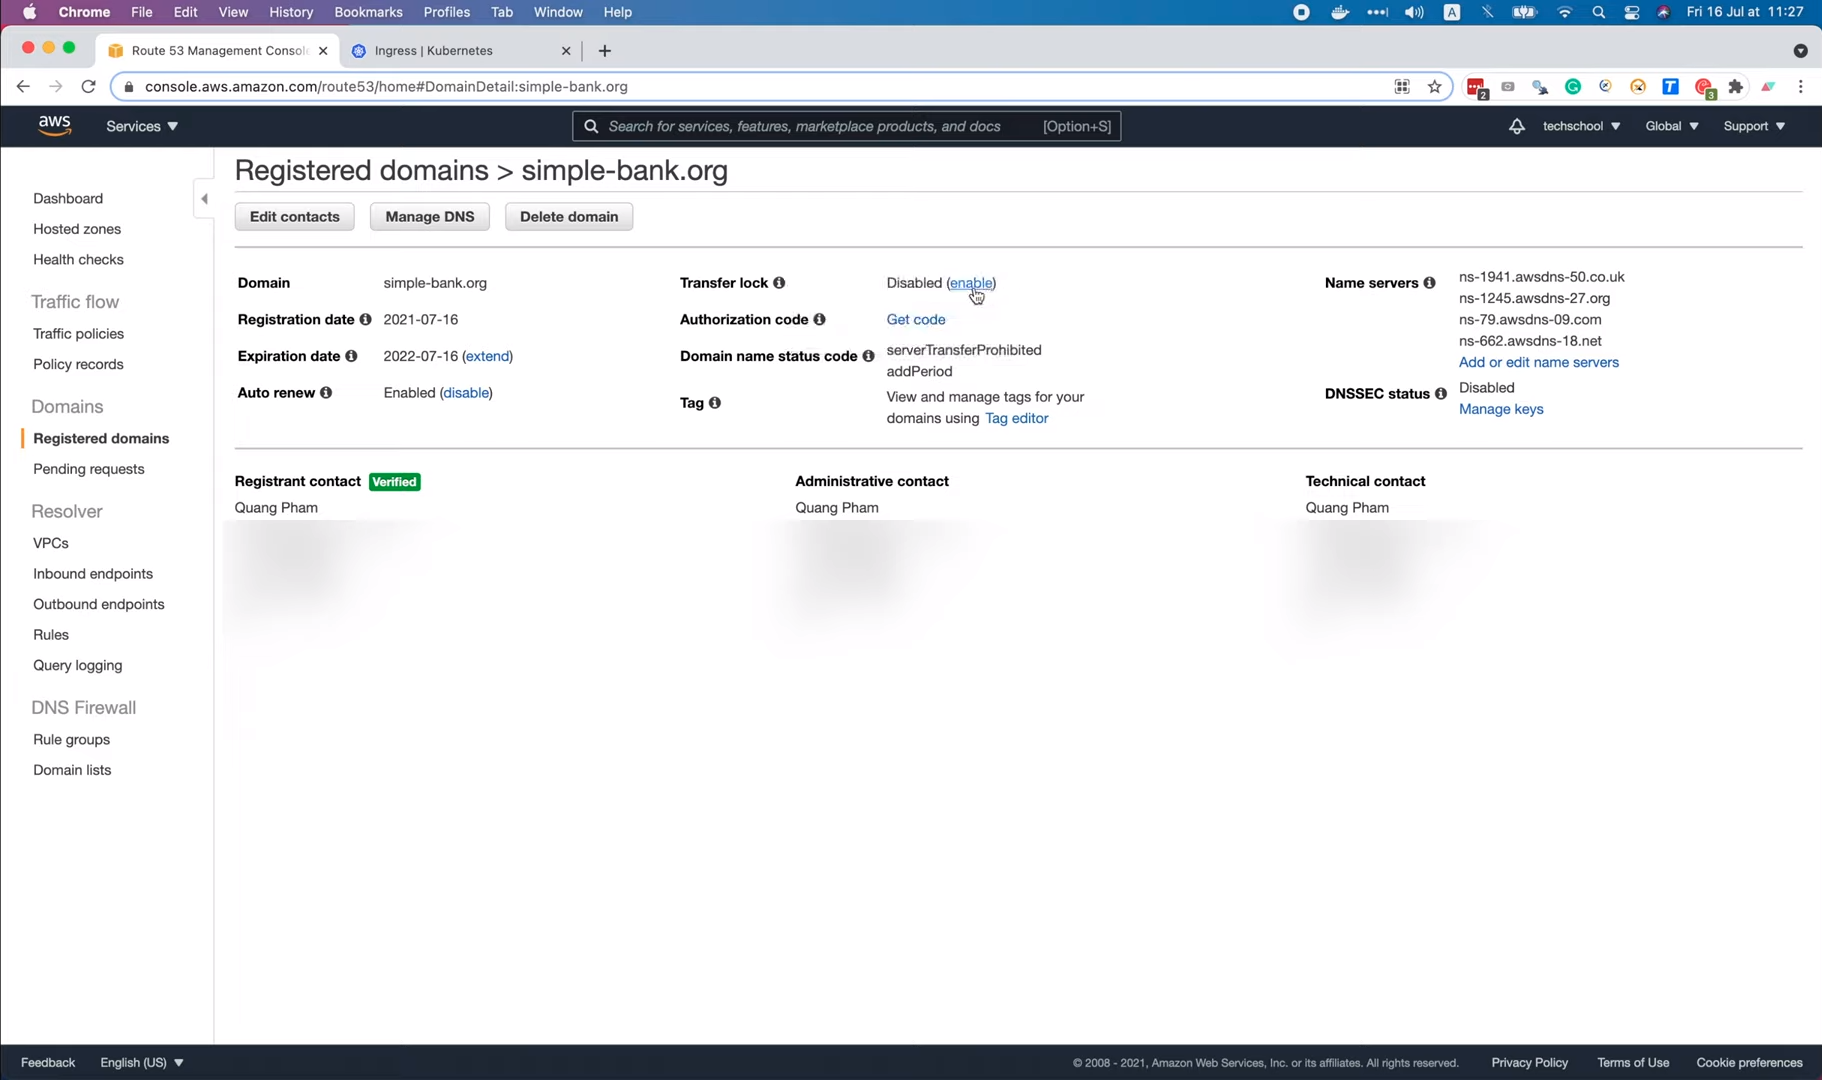 Chrome File Edit View History Bookmarks Profiles Tab Window Help
A
Fri 16 Jul at 11:27
Route 53 Management Consol
Ingress | Kubernetes
console.aws.amazon.com/route53/home#DomainDetail:simple-bank.org
2
T
3
aws
Services
Search for services, features, marketplace products, and docs [Option+S]
techschool
Global
Support
Dashboard
Hosted zones
Health checks
Traffic flow
Traffic policies
Policy records
Domains
Registered domains
Pending requests
Resolver
VPCs
Inbound endpoints
Outbound endpoints
Rules
Query logging
DNS Firewall
Rule groups
Domain lists
Registered domains > simple-bank.org
Edit contacts
Manage DNS
Delete domain
Domain simple-bank.org
Registration date 2021-07-16
Expiration date 2022-07-16 (extend)
Auto renew Enabled (disable)
Transfer lock Disabled (enable)
Authorization code Get code
Domain name status code serverTransferProhibited
addPeriod
Tag View and manage tags for your
domains using Tag editor
Name servers ns-1941.awsdns-50.co.uk
ns-1245.awsdns-27.org
ns-79.awsdns-09.com
ns-662.awsdns-18.net
Add or edit name servers
DNSSEC status Disabled
Manage keys
Registrant contact Verified
Quang Pham
Administrative contact
Quang Pham
Technical contact
Quang Pham
Feedback
English (US)
© 2008 - 2021, Amazon Web Services, Inc. or its affiliates. All rights reserved.
Privacy Policy
Terms of Use
Cookie preferences